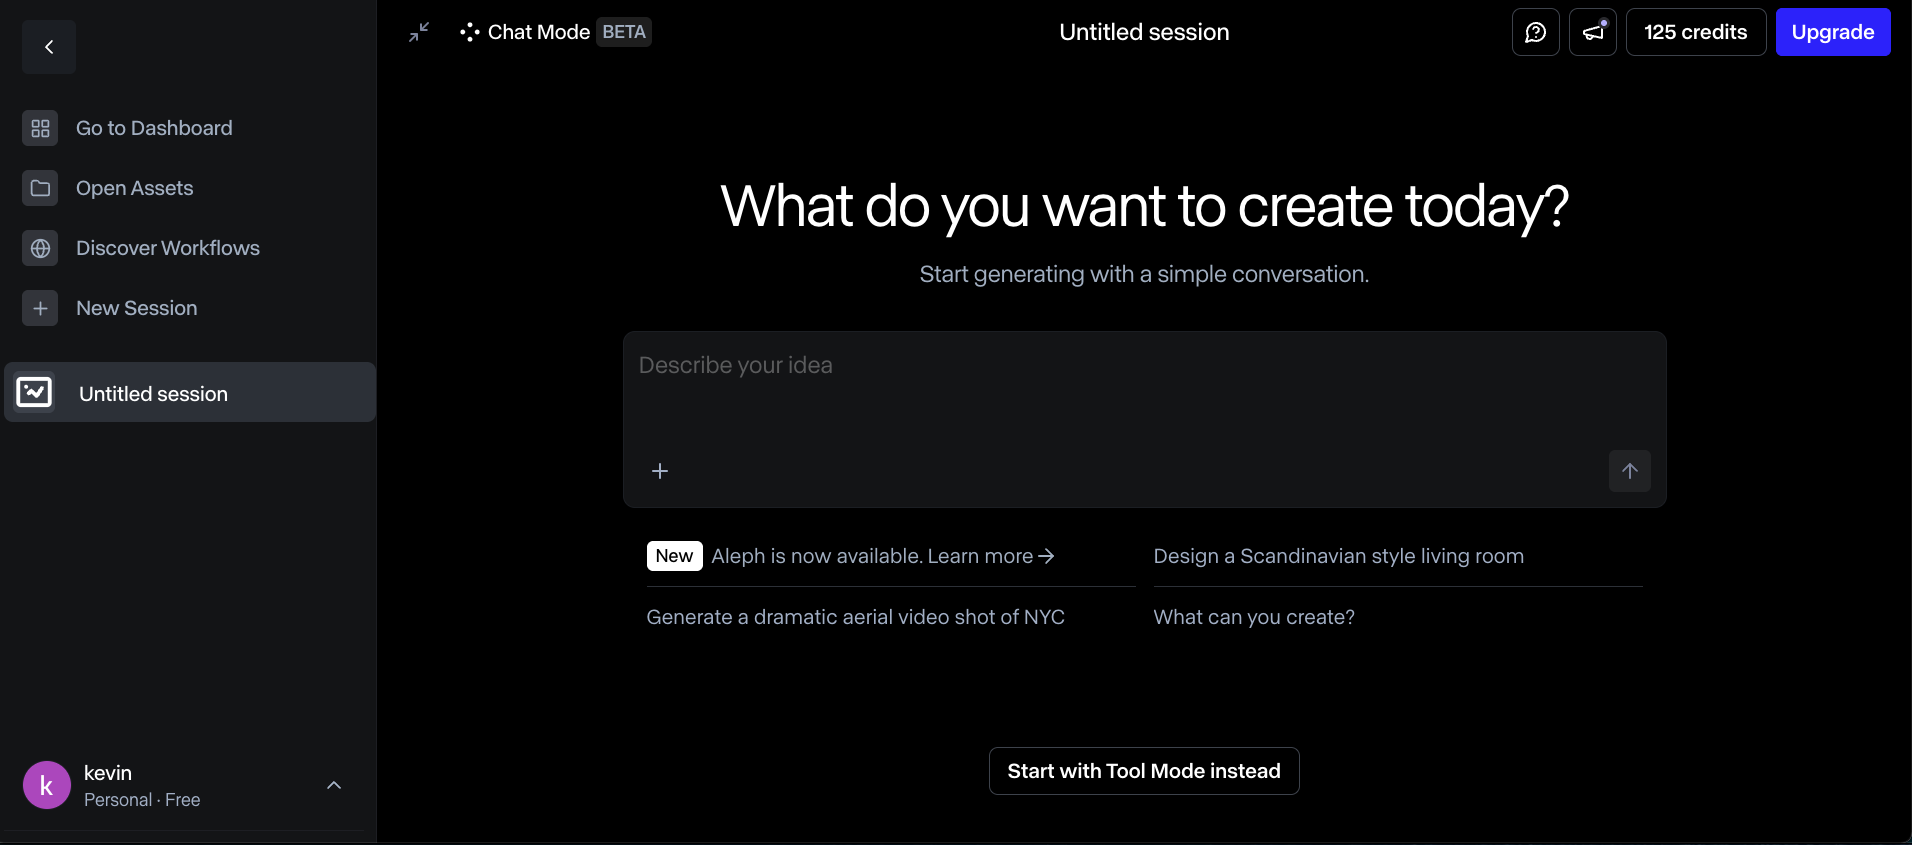 Chat Mode BETA
Untitled session
125 credits
Upgrade
Go to Dashboard
Open Assets
Discover Workflows
New Session
Untitled session
What do you want to create today?
Start generating with a simple conversation.
Describe your idea
New Aleph is now available. Learn more →
Design a Scandinavian style living room
Generate a dramatic aerial video shot of NYC
What can you create?
Start with Tool Mode instead
k
kevin
Personal · Free